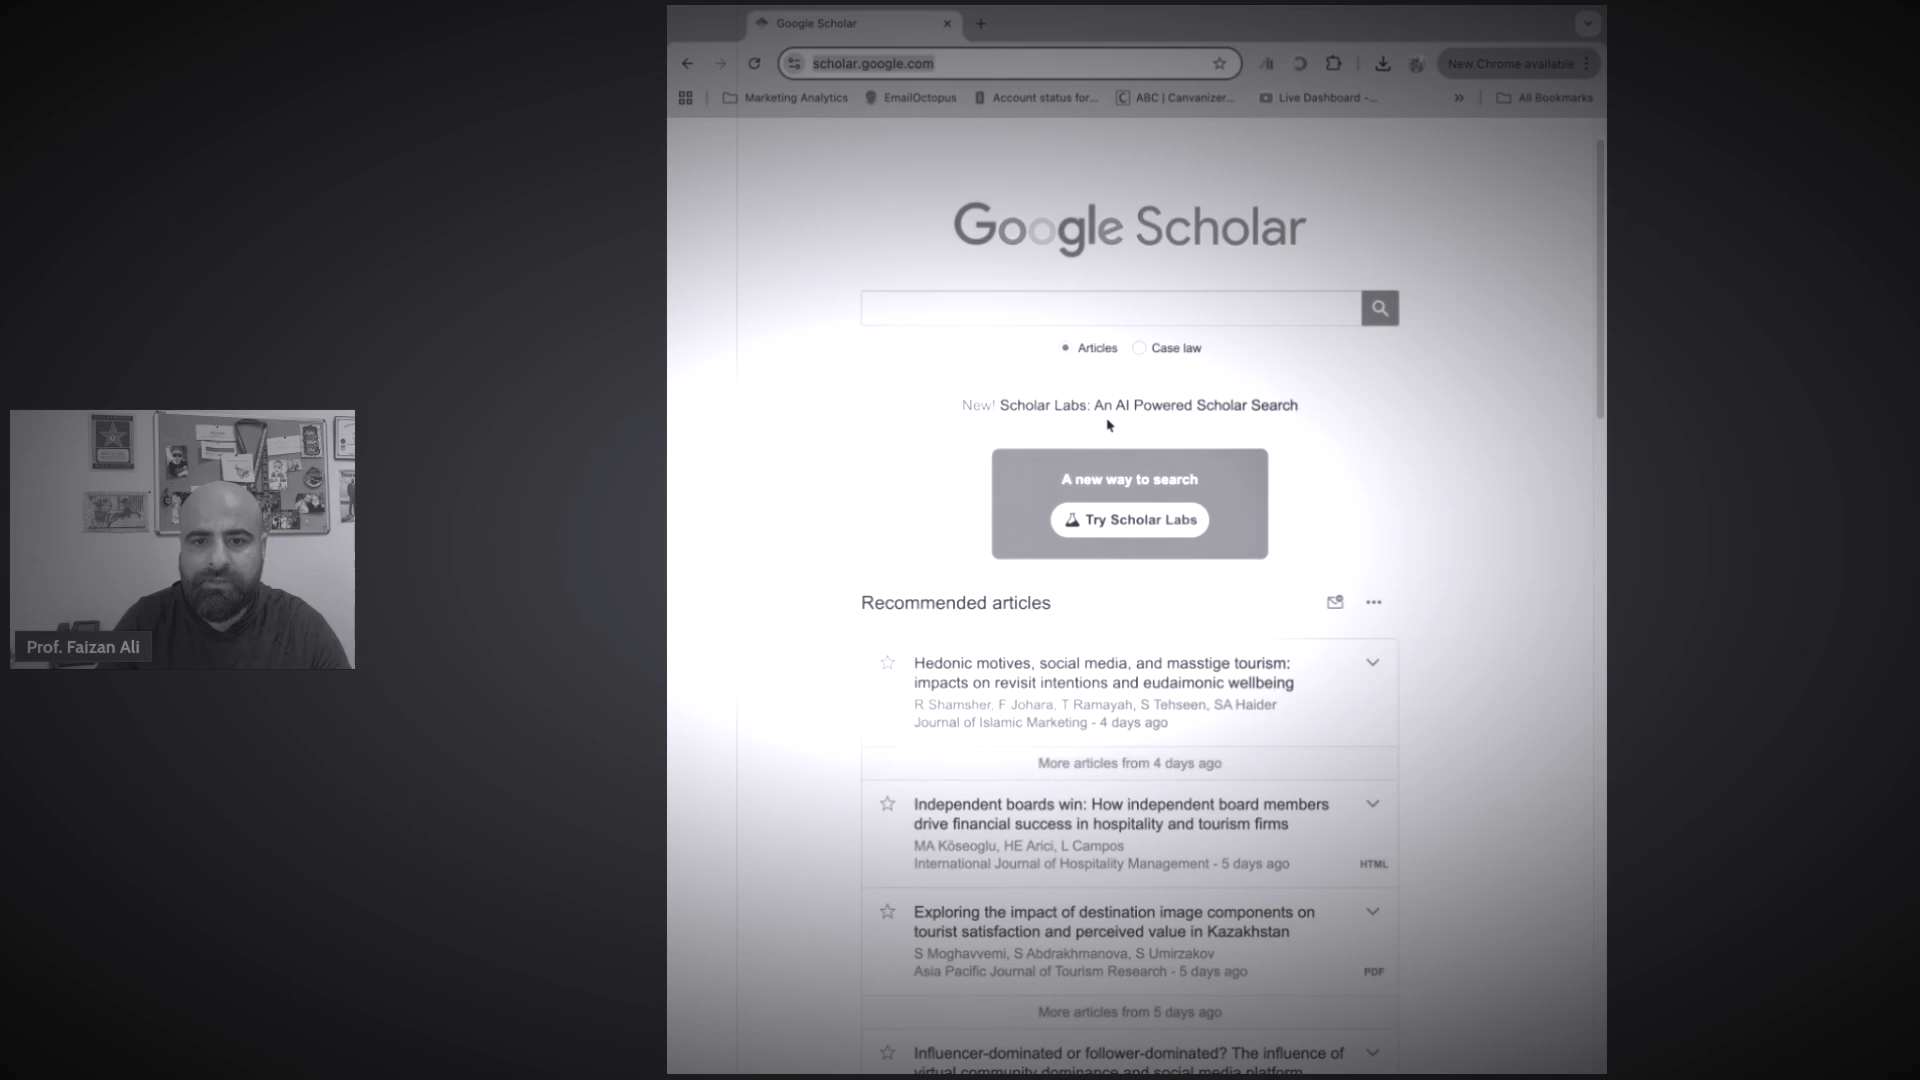 Google Scholar
scholar.google.com
New Chrome available
Marketing Analytics
EmailOctopus
Account status for...
ABC | Canvanizer...
Live Dashboard -...
All Bookmarks
Google Scholar
Articles
Case law
New! Scholar Labs: An AI Powered Scholar Search
A new way to search
Try Scholar Labs
Recommended articles
Hedonic motives, social media, and masstige tourism:
impacts on revisit intentions and eudaimonic wellbeing
R Shamsher, F Johara, T Ramayah, S Tehseen, SA Haider
Journal of Islamic Marketing - 4 days ago
More articles from 4 days ago
Independent boards win: How independent board members
drive financial success in hospitality and tourism firms
MA Köseoglu, HE Arici, L Campos
International Journal of Hospitality Management - 5 days ago
HTML
Exploring the impact of destination image components on
tourist satisfaction and perceived value in Kazakhstan
S Moghavvemi, S Abdrakhmanova, S Umirzakov
Asia Pacific Journal of Tourism Research - 5 days ago
PDF
More articles from 5 days ago
Influencer-dominated or follower-dominated? The influence of
virtual community dominance and social media platform
Prof. Faizan Ali